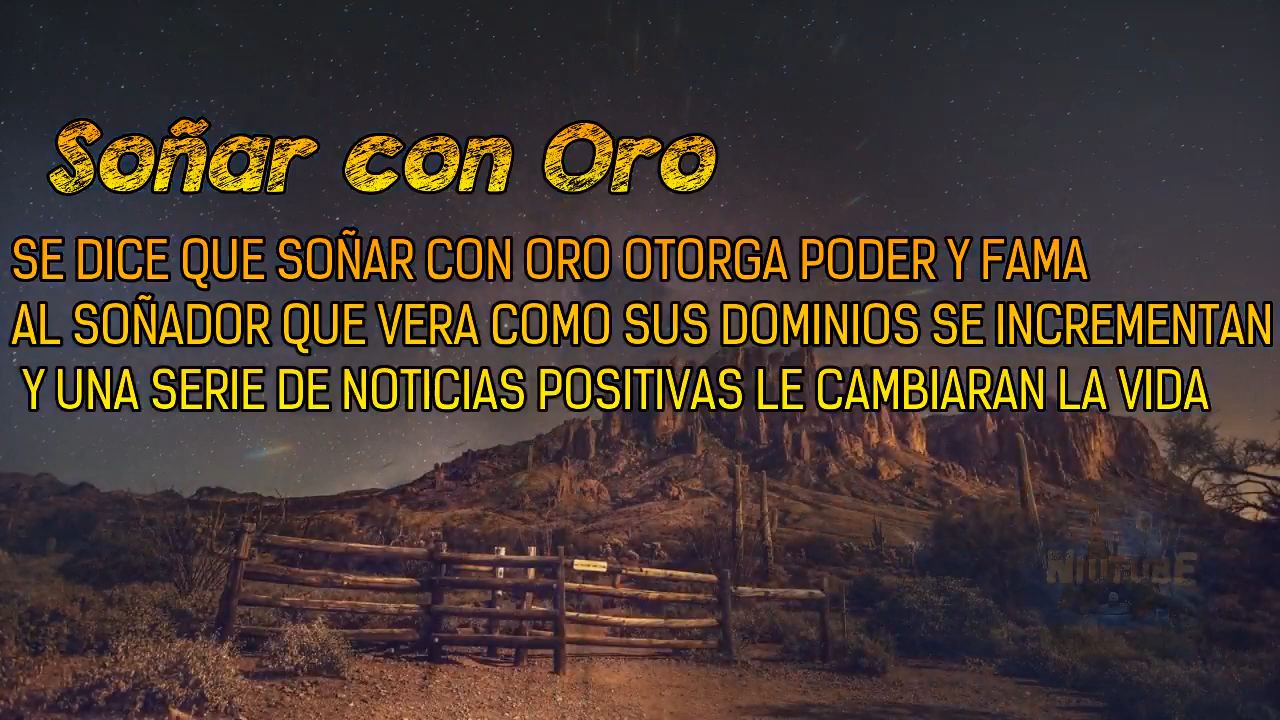 Soñar con Oro
SE DICE QUE SOÑAR CON ORO OTORGA PODER Y FAMA
AL SOÑADOR QUE VERA COMO SUS DOMINIOS SE INCREMENTAN
Y UNA SERIE DE NOTICIAS POSITIVAS LE CAMBIARAN LA VIDA